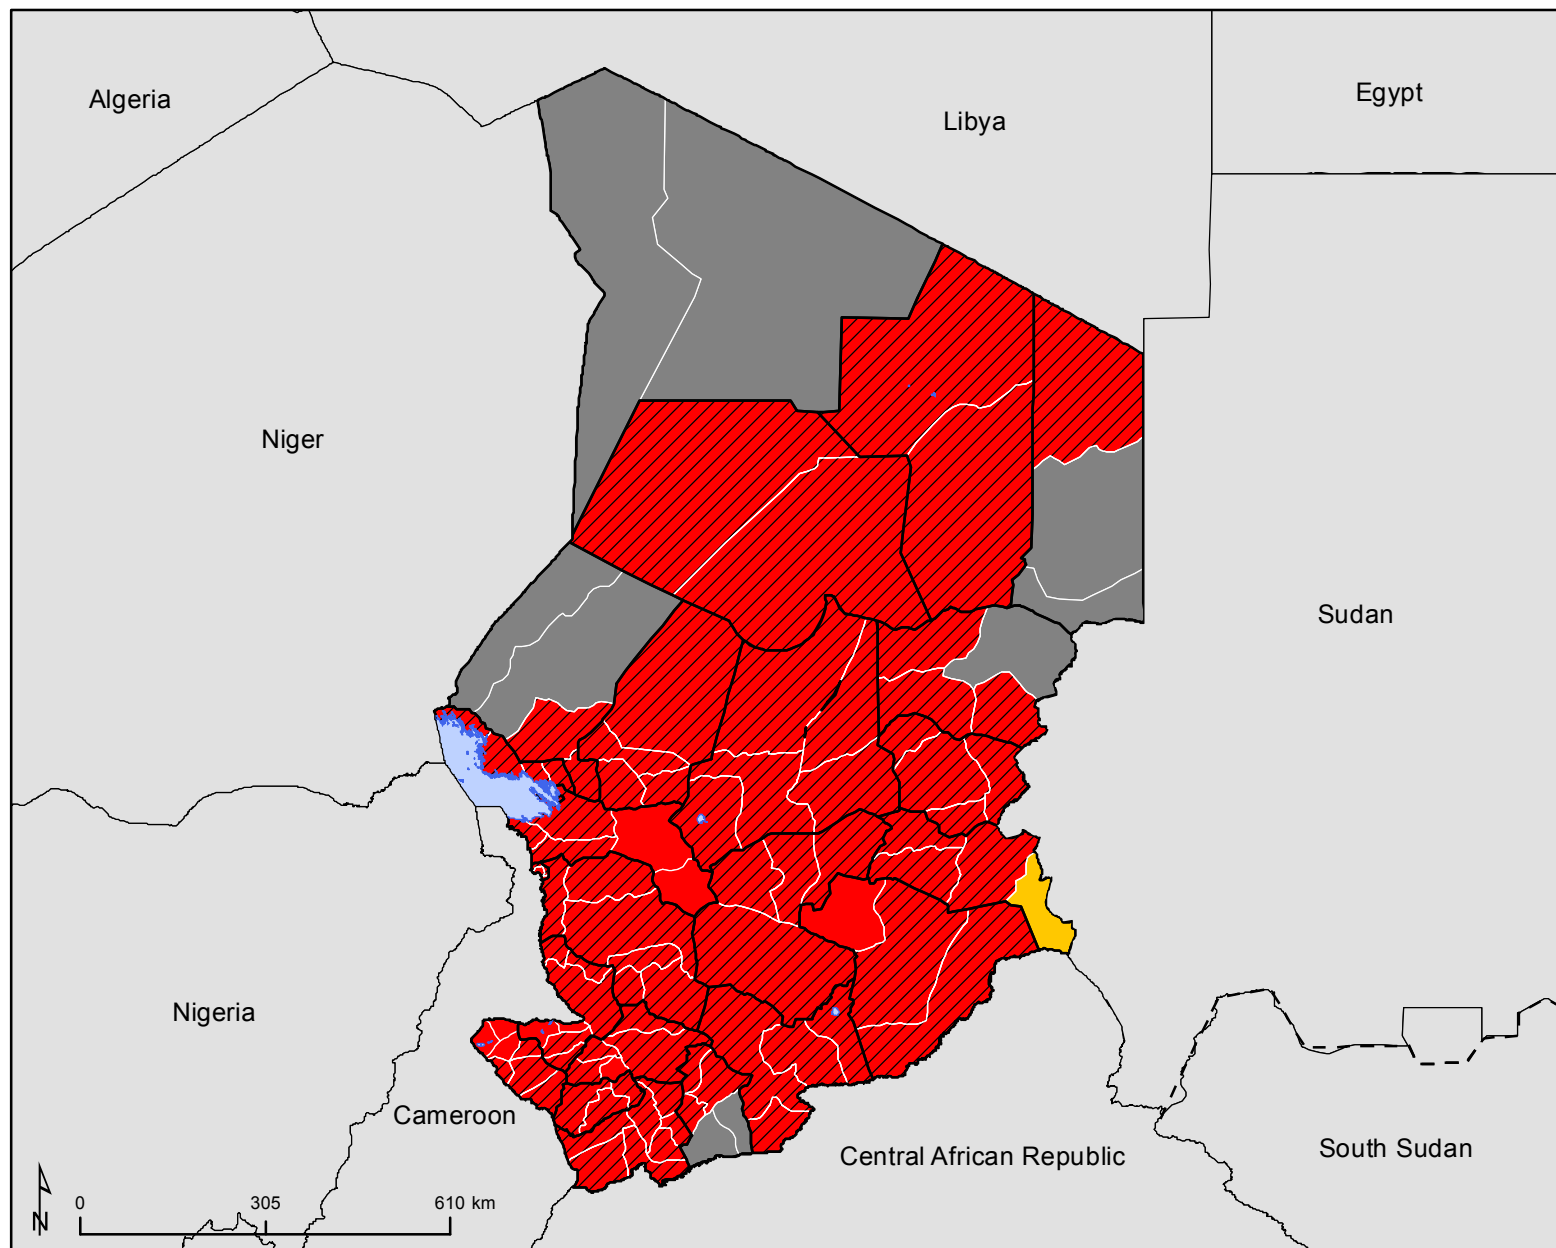 Algeria
Libya
Egypt
Niger
Sudan
Nigeria
Cameroon
Central African Republic
South Sudan
N
0 305 610 km